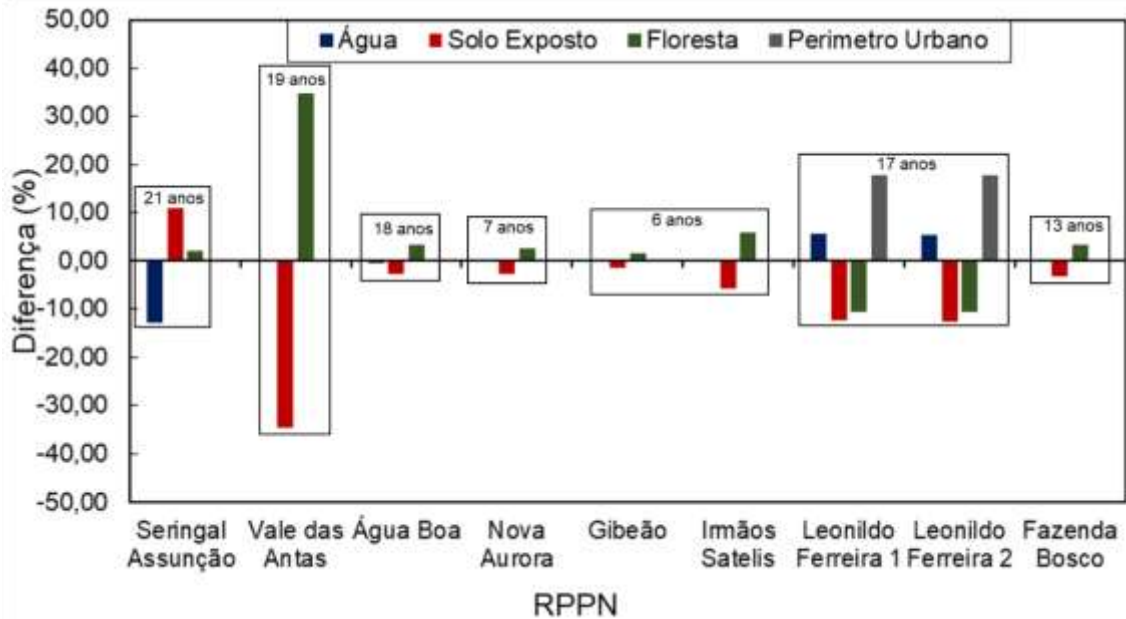 Água Solo Exposto Floresta Perimetro Urbano
50,00
40,00
30,00
20,00
10,00
0,00
-10,00
-20,00
-30,00
-40,00
-50,00
Diferença (%)
21 anos
19 anos
18 anos
7 anos
6 anos
17 anos
13 anos
Seringal
Assunção
Vale das
Antas
Água Boa
Nova
Aurora
Gibeão
Irmãos
Satelis
Leonildo
Ferreira 1
Leonildo
Ferreira 2
Fazenda
Bosco
RPPN